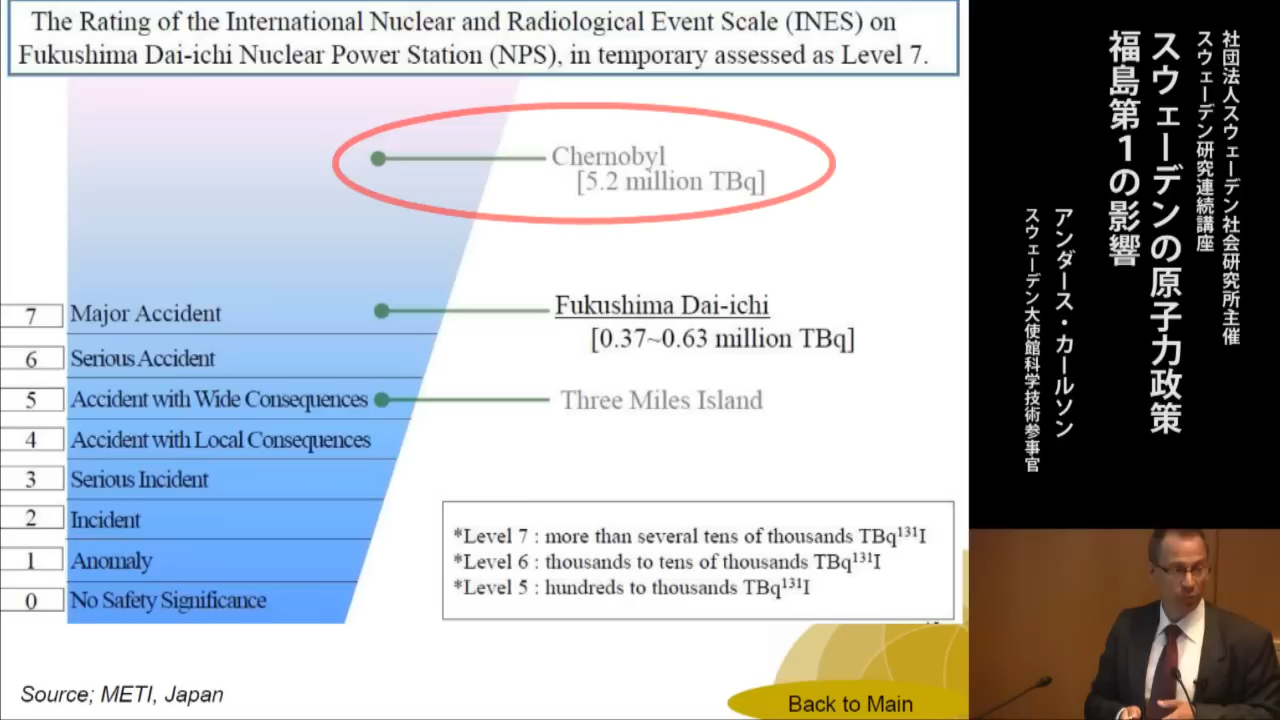 The Rating of the International Nuclear and Radiological Event Scale (INES) on
Fukushima Dai-ichi Nuclear Power Station (NPS), in temporary assessed as Level 7.
Chernobyl
[5.2 million TBq]
7 Major Accident
Fukushima Dai-ichi
[0.37~0.63 million TBq]
6 Serious Accident
5 Accident with Wide Consequences
Three Miles Island
4 Accident with Local Consequences
3 Serious Incident
2 Incident
1 Anomaly
0 No Safety Significance
*Level 7 : more than several tens of thousands TBq¹³¹I
*Level 6 : thousands to tens of thousands TBq¹³¹I
*Level 5 : hundreds to thousands TBq¹³¹I
Source; METI, Japan
Back to Main
社団法人スウェーデン社会研究所主催
スウェーデン研究連続講座
スウェーデンの原子力政策
福島第1の影響
アンダース・カールソン
スウェーデン大使館科学技術参事官